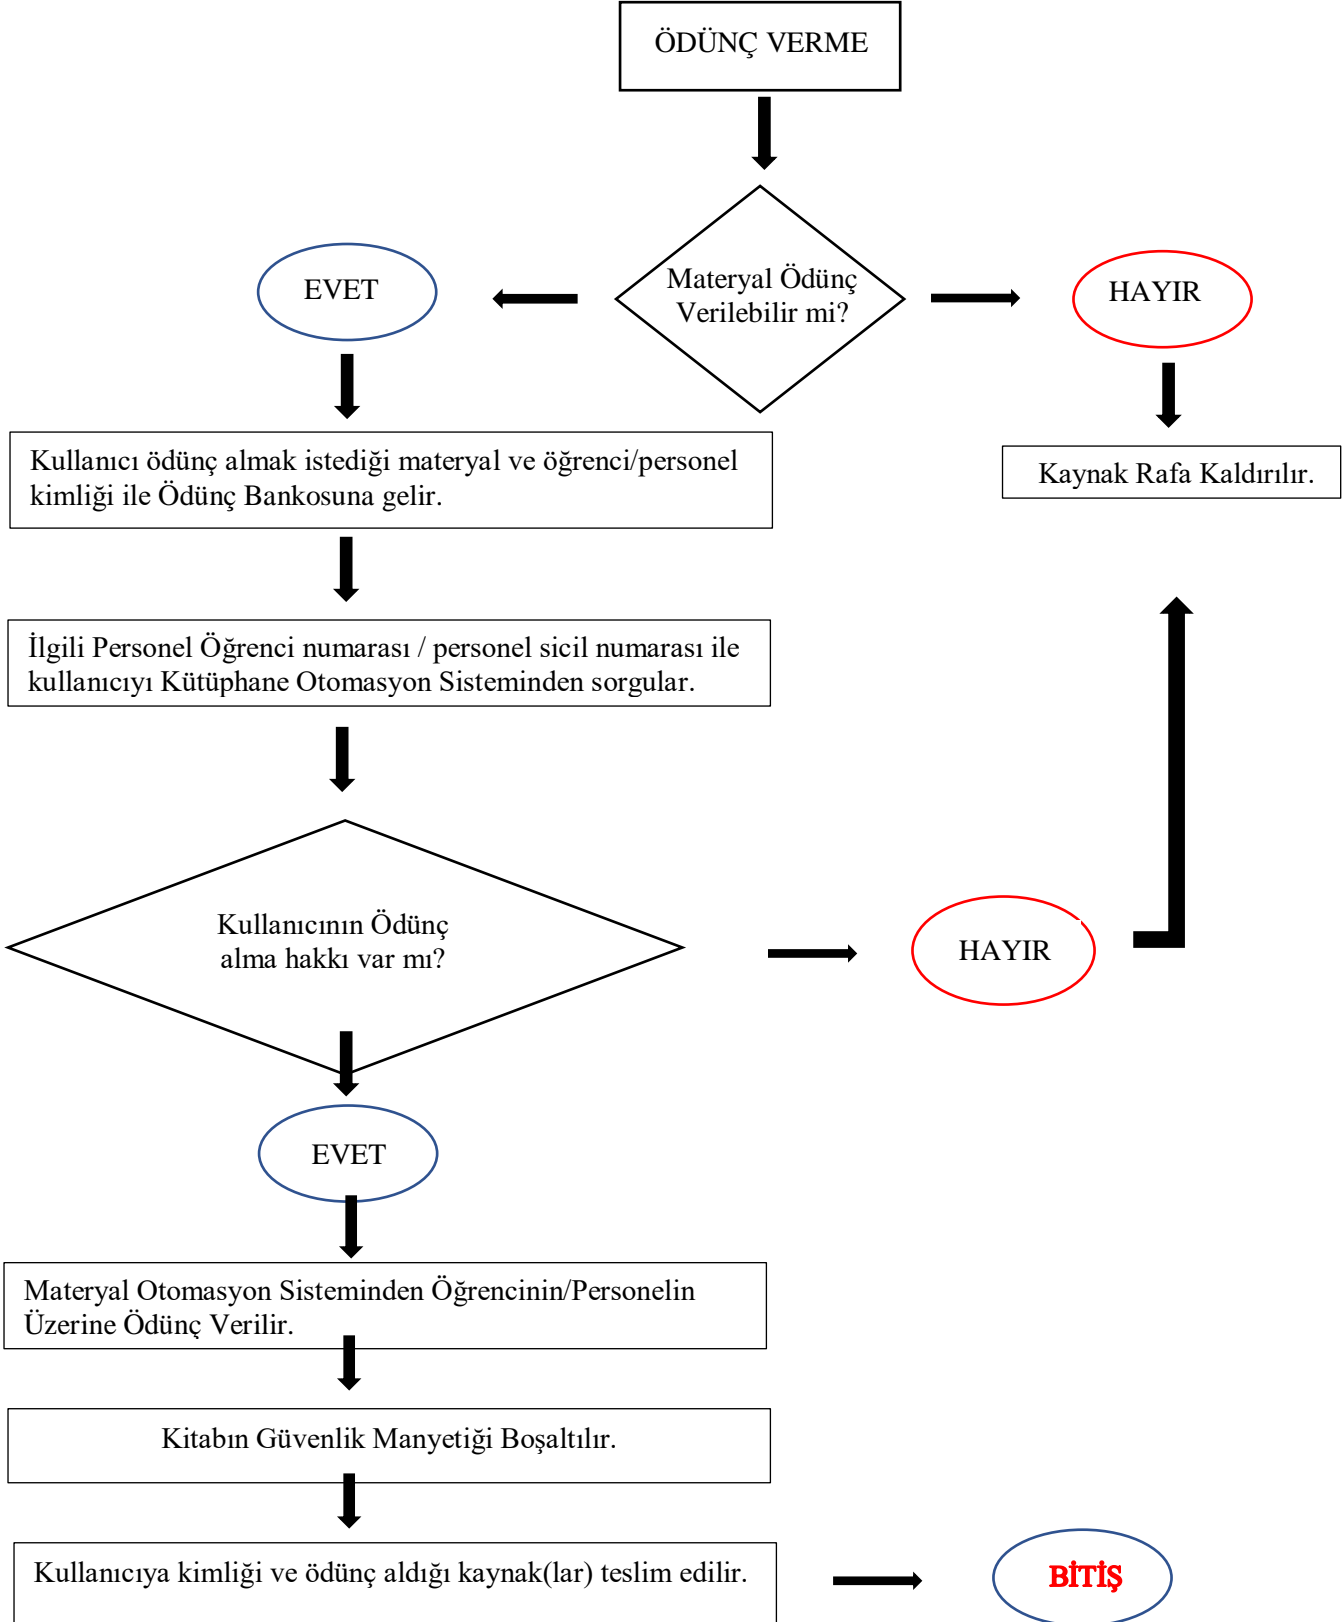 ÖDÜNÇ VERME
Materyal Ödünç
Verilebilir mi?
EVET
HAYIR
Kullanıcı ödünç almak istediği materyal ve öğrenci/personel
kimliği ile Ödünç Bankosuna gelir.
Kaynak Rafa Kaldırılır.
İlgili Personel Öğrenci numarası / personel sicil numarası ile
kullanıcıyı Kütüphane Otomasyon Sisteminden sorgular.
Kullanıcının Ödünç
alma hakkı var mı?
HAYIR
EVET
Materyal Otomasyon Sisteminden Öğrencinin/Personelin
Üzerine Ödünç Verilir.
Kitabın Güvenlik Manyetiği Boşaltılır.
Kullanıcıya kimliği ve ödünç aldığı kaynak(lar) teslim edilir.
BİTİŞ